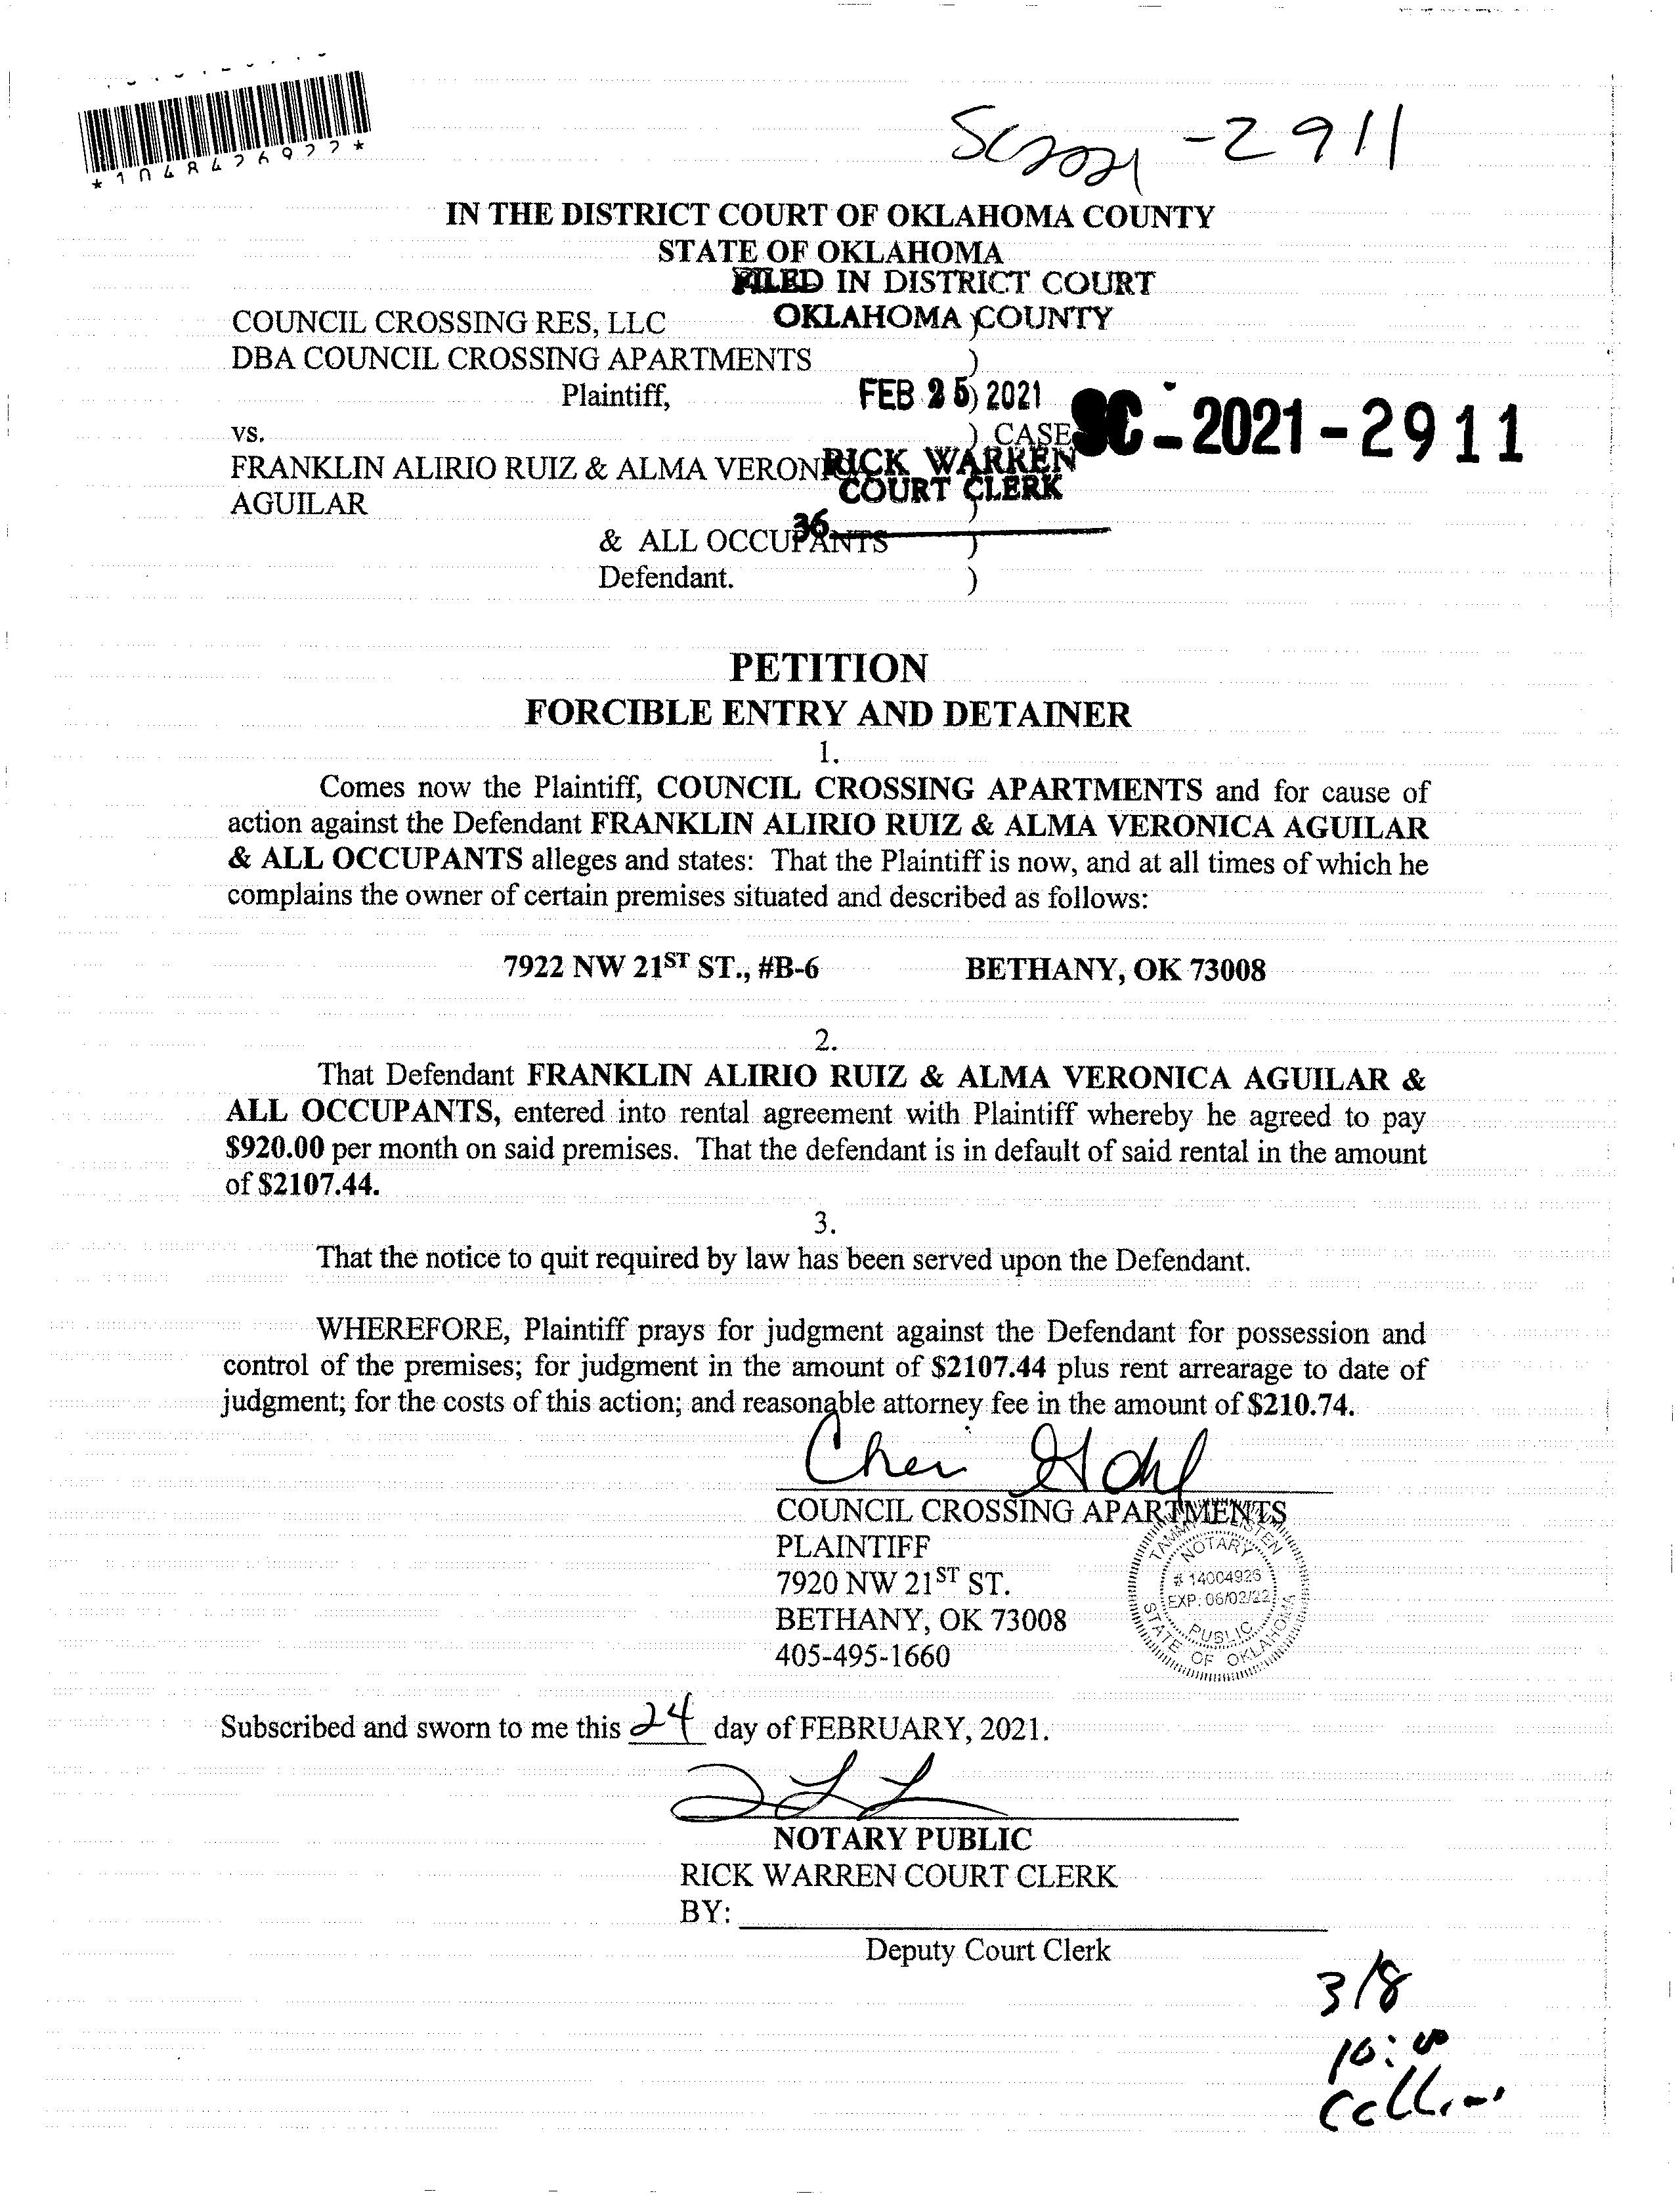 *1048426922*
SC2021-2911
IN THE DISTRICT COURT OF OKLAHOMA COUNTY
STATE OF OKLAHOMA
FILED IN DISTRICT COURT
OKLAHOMA COUNTY
COUNCIL CROSSING RES, LLC )
DBA COUNCIL CROSSING APARTMENTS )
Plaintiff, )
FEB 25 2021
SC-2021-2911
vs. ) CASE
FRANKLIN ALIRIO RUIZ & ALMA VERONI
RICK WARREN
COURT CLERK
AGUILAR )
36
& ALL OCCUPANTS )
Defendant. )
PETITION
FORCIBLE ENTRY AND DETAINER
1.
Comes now the Plaintiff, COUNCIL CROSSING APARTMENTS and for cause of
action against the Defendant FRANKLIN ALIRIO RUIZ & ALMA VERONICA AGUILAR
& ALL OCCUPANTS alleges and states: That the Plaintiff is now, and at all times of which he
complains the owner of certain premises situated and described as follows:
7922 NW 21ST ST., #B-6 BETHANY, OK 73008
2.
That Defendant FRANKLIN ALIRIO RUIZ & ALMA VERONICA AGUILAR &
ALL OCCUPANTS, entered into rental agreement with Plaintiff whereby he agreed to pay
$920.00 per month on said premises. That the defendant is in default of said rental in the amount
of $2107.44.
3.
That the notice to quit required by law has been served upon the Defendant.
WHEREFORE, Plaintiff prays for judgment against the Defendant for possession and
control of the premises; for judgment in the amount of $2107.44 plus rent arrearage to date of
judgment; for the costs of this action; and reasonable attorney fee in the amount of $210.74.
COUNCIL CROSSING APARTMENTS
PLAINTIFF
7920 NW 21ST ST.
BETHANY, OK 73008
405-495-1660
NOTARY
# 14004926
EXP. 06/02/22
PUBLIC
STATE OF OKLAHOMA
Subscribed and sworn to me this 24 day of FEBRUARY, 2021.
NOTARY PUBLIC
RICK WARREN COURT CLERK
BY:
Deputy Court Clerk
3/8
10:00
Collins